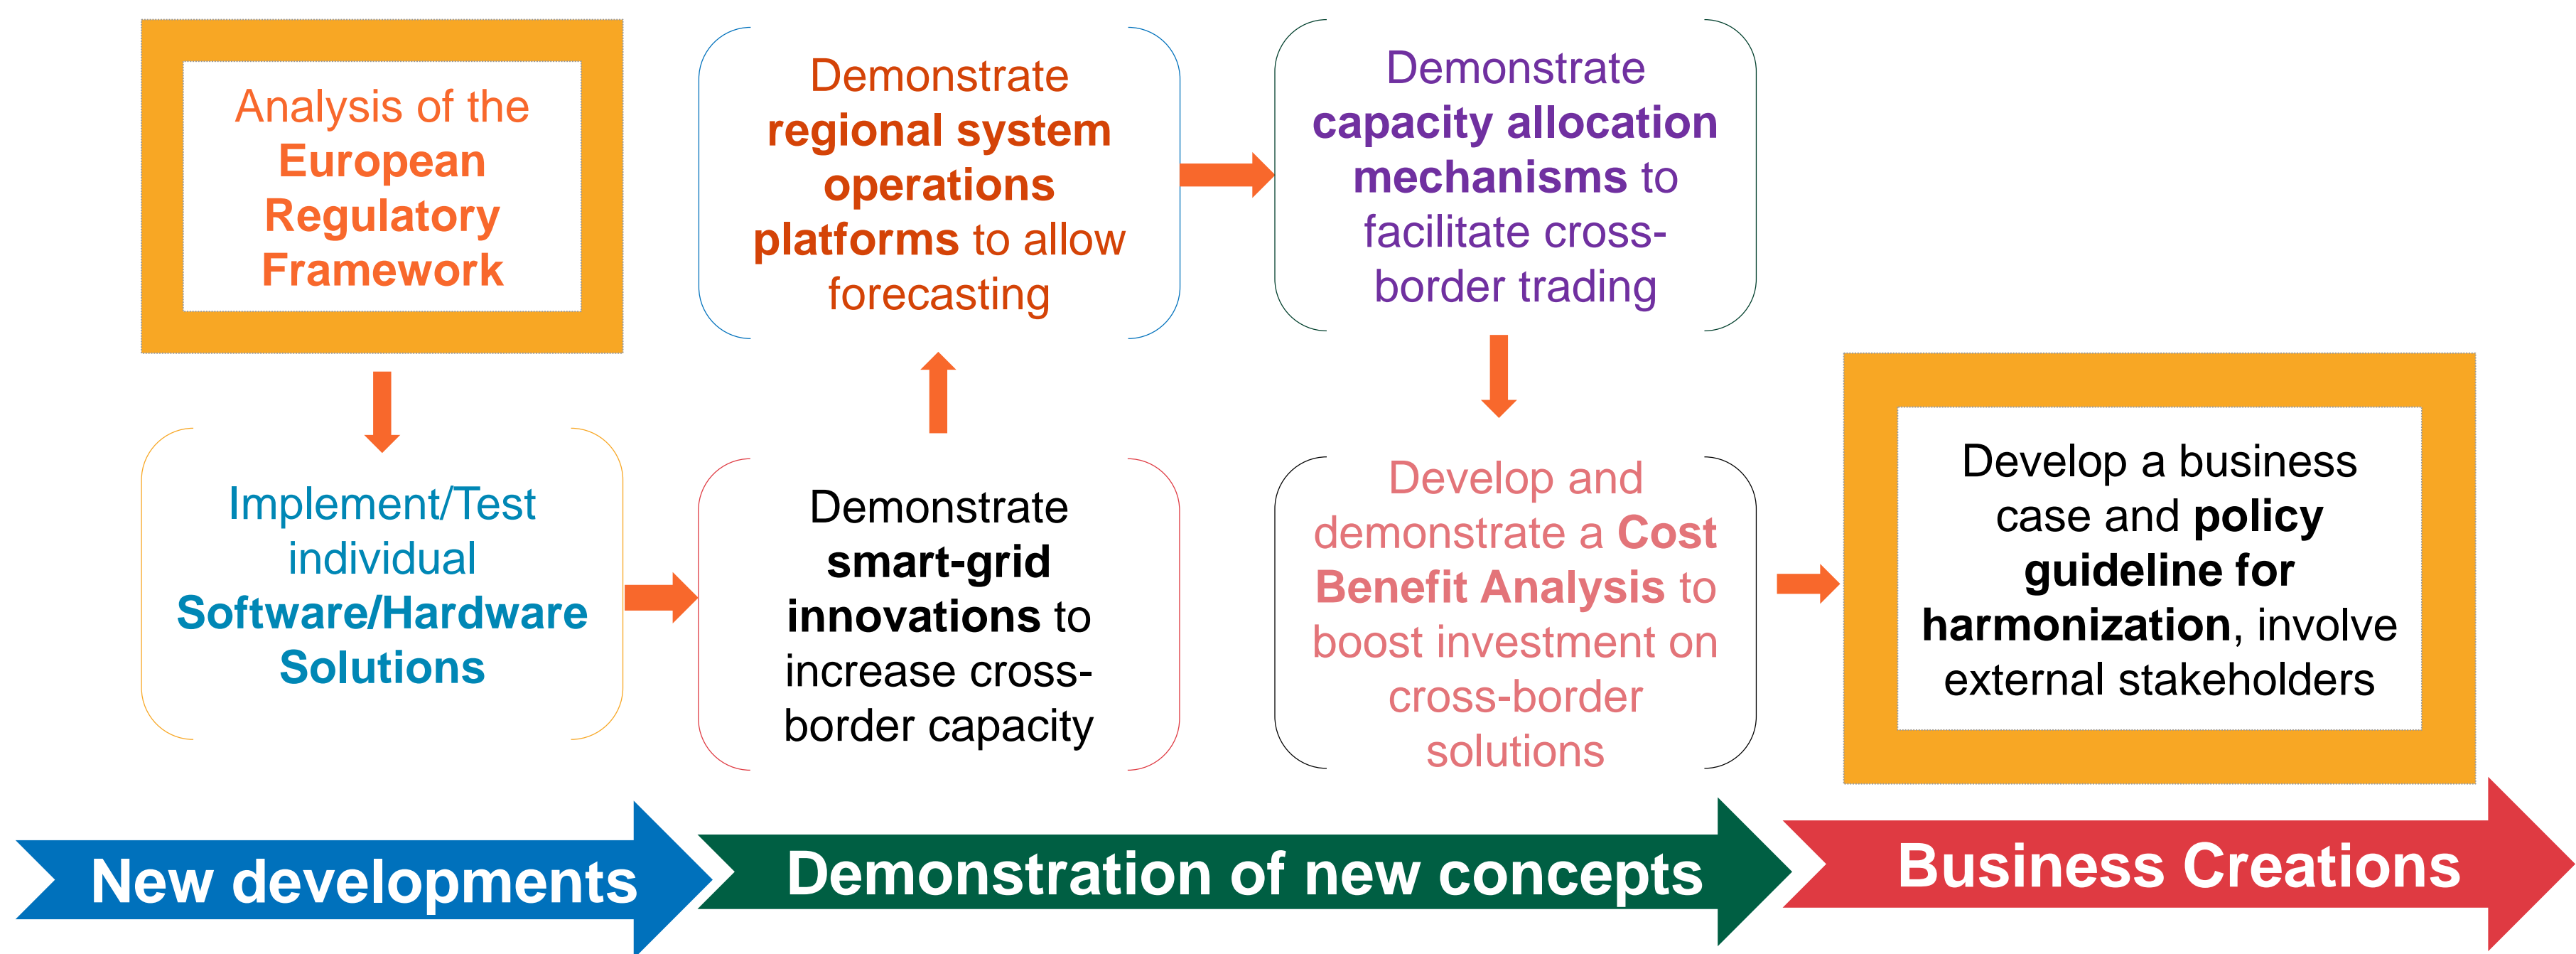 Analysis of the
European
Regulatory
Framework
Implement/Test
individual
Software/Hardware
Solutions
Demonstrate
smart-grid
innovations to
increase cross-
border capacity
Demonstrate
regional system
operations
platforms to allow
forecasting
Demonstrate
capacity allocation
mechanisms to
facilitate cross-
border trading
Develop and
demonstrate a Cost
Benefit Analysis to
boost investment on
cross-border
solutions
Develop a business
case and policy
guideline for
harmonization, involve
external stakeholders
New developments
Demonstration of new concepts
Business Creations